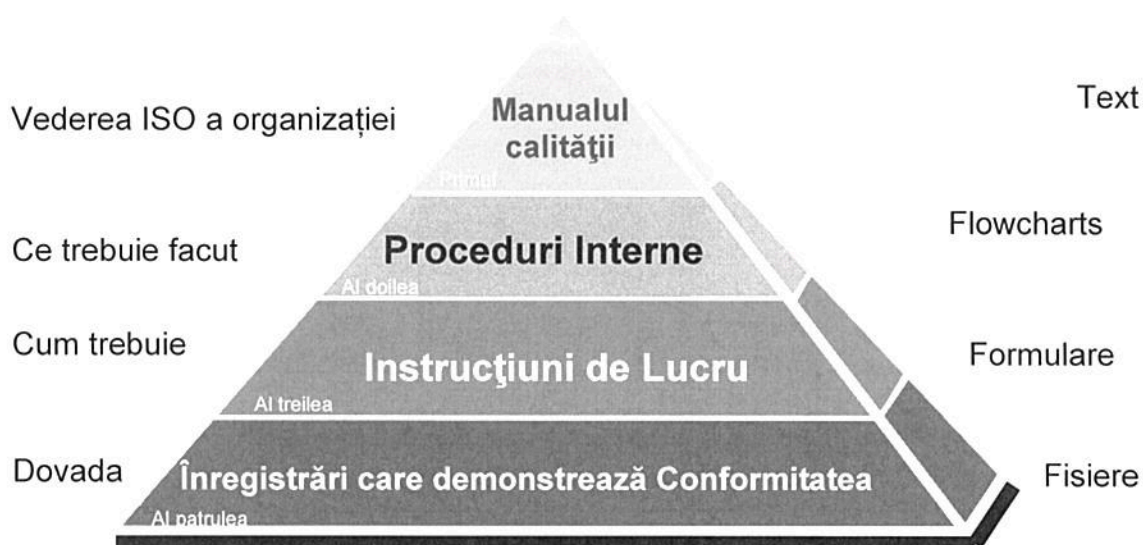 Vederea ISO a organizației
Manualul
calităţii
Primul
Text
Ce trebuie facut
Proceduri Interne
Al doilea
Flowcharts
Cum trebuie
Instrucţiuni de Lucru
Al treilea
Formulare
Dovada
Înregistrări care demonstrează Conformitatea
Al patrulea
Fisiere